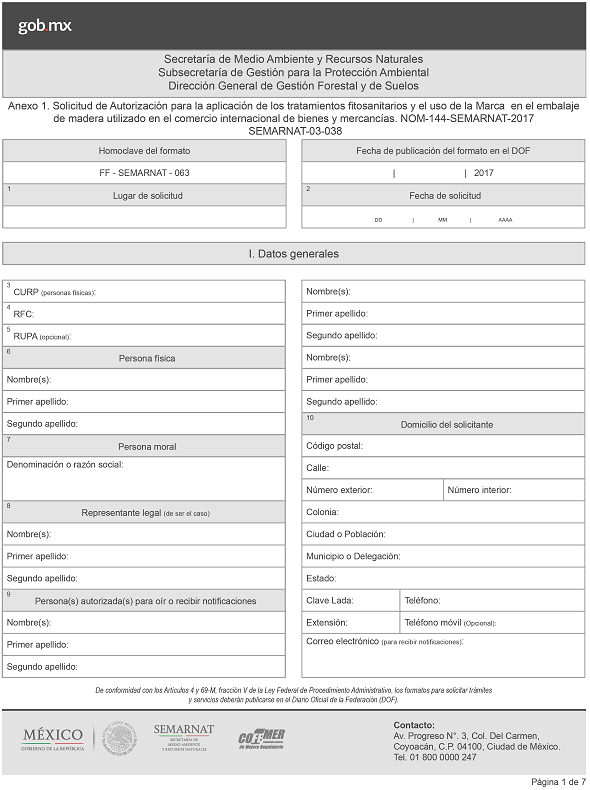 gob.mx
Secretaría de Medio Ambiente y Recursos Naturales
Subsecretaría de Gestión para la Protección Ambiental
Dirección General de Gestión Forestal y de Suelos
Anexo 1. Solicitud de Autorización para la aplicación de los tratamientos fitosanitarios y el uso de la Marca en el embalaje
de madera utilizado en el comercio internacional de bienes y mercancías. NOM-144-SEMARNAT-2017
SEMARNAT-03-038
Homoclave del formato
FF - SEMARNAT - 063
1
Lugar de solicitud
Fecha de publicación del formato en el DOF
| | 2017
2
Fecha de solicitud
DD | MM | AAAA
I. Datos generales
3 CURP (personas físicas):
4 RFC:
5 RUPA (opcional):
6
Persona física
Nombre(s):
Primer apellido:
Segundo apellido:
7
Persona moral
Denominación o razón social:
8
Representante legal (de ser el caso)
Nombre(s):
Primer apellido:
Segundo apellido:
9
Persona(s) autorizada(s) para oír o recibir notificaciones
Nombre(s):
Primer apellido:
Segundo apellido:
Nombre(s):
Primer apellido:
Segundo apellido:
Nombre(s):
Primer apellido:
Segundo apellido:
10
Domicilio del solicitante
Código postal:
Calle:
Número exterior: Número interior:
Colonia:
Ciudad o Población:
Municipio o Delegación:
Estado:
Clave Lada: Teléfono:
Extensión: Teléfono móvil (Opcional):
Correo electrónico (para recibir notificaciones):
De conformidad con los Artículos 4 y 69-M, fracción V de la Ley Federal de Procedimiento Administrativo, los formatos para solicitar trámites
y servicios deberán publicarse en el Diario Oficial de la Federación (DOF).
MÉXICO
GOBIERNO DE LA REPÚBLICA
SEMARNAT
SECRETARÍA DE
MEDIO AMBIENTE
Y RECURSOS NATURALES
COFEMER
de Mejora Regulatoria
Contacto:
Av. Progreso N°. 3, Col. Del Carmen,
Coyoacán, C.P. 04100, Ciudad de México.
Tel. 01 800 0000 247
Página 1 de 7